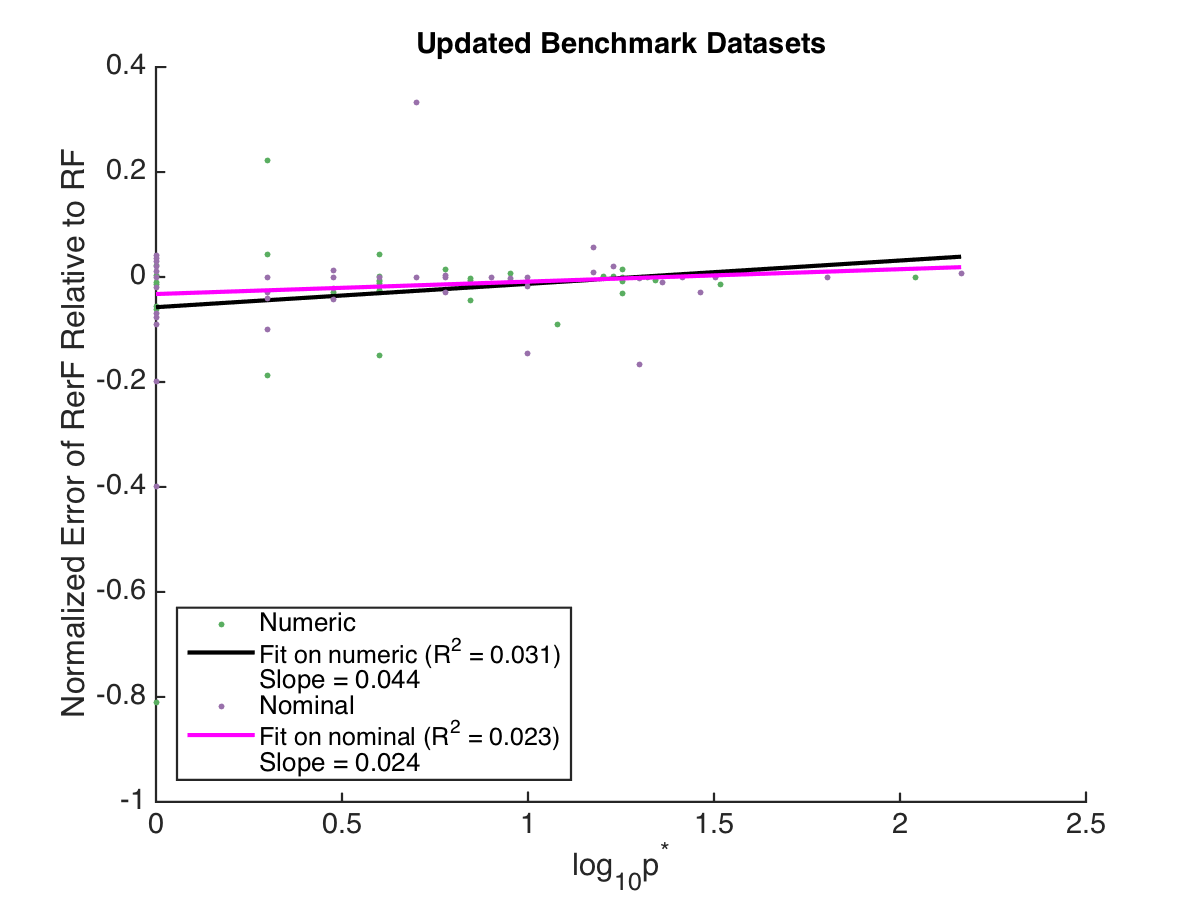 Updated Benchmark Datasets
Normalized Error of RerF Relative to RF
0.4
0.2
0
-0.2
-0.4
-0.6
-0.8
-1
Numeric
Fit on numeric (R² = 0.031)
Slope = 0.044
Nominal
Fit on nominal (R² = 0.023)
Slope = 0.024
0 0.5 1 1.5 2 2.5
log₁₀p*